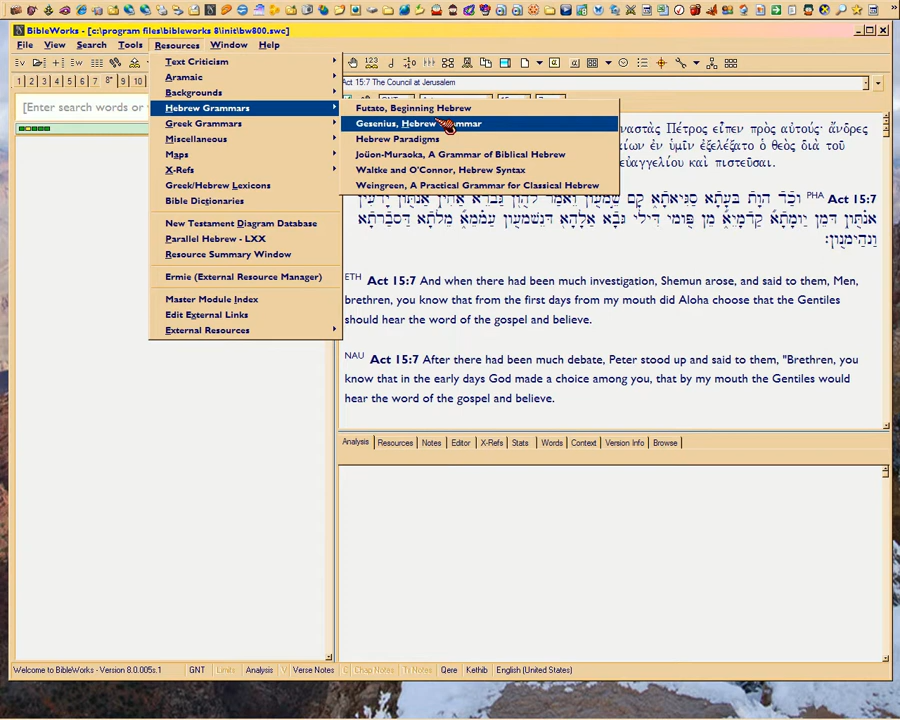 BibleWorks - [c:\program files\bibleworks 8\init\bw800.swc]
File View Search Tools Resources Window Help
Act 15:7 The Council at Jerusalem
1 2 3 4 5 6 7 8* 9 10
[Enter search words or
Text Criticism
Aramaic
Backgrounds
Hebrew Grammars
Greek Grammars
Miscellaneous
Maps
X-Refs
Greek/Hebrew Lexicons
Bible Dictionaries
New Testament Diagram Database
Parallel Hebrew - LXX
Resource Summary Window
Ermie (External Resource Manager)
Master Module Index
Edit External Links
External Resources
Futato, Beginning Hebrew
Gesenius, Hebrew Grammar
Hebrew Paradigms
Joüon-Muraoka, A Grammar of Biblical Hebrew
Waltke and O'Connor, Hebrew Syntax
Weingreen, A Practical Grammar for Classical Hebrew
ναστὰς Πέτρος εἶπεν πρὸς αὐτούς· ἄνδρες
ίων ἐν ὑμῖν ἐξελέξατο ὁ θεὸς διὰ τοῦ
εὐαγγελίου καὶ πιστεῦσαι.
PHA Act 15:7
ETH Act 15:7 And when there had been much investigation, Shemun arose, and said to them, Men,
brethren, you know that from the first days from my mouth did Aloha choose that the Gentiles
should hear the word of the gospel and believe.
NAU Act 15:7 After there had been much debate, Peter stood up and said to them, "Brethren, you
know that in the early days God made a choice among you, that by my mouth the Gentiles would
hear the word of the gospel and believe.
Analysis Resources Notes Editor X-Refs Stats Words Context Version Info Browse
Welcome to BibleWorks - Version 8.0.005s.1 GNT Limits Analysis V Verse Notes C Chap Notes Tr Notes Qere Kethib English (United States)